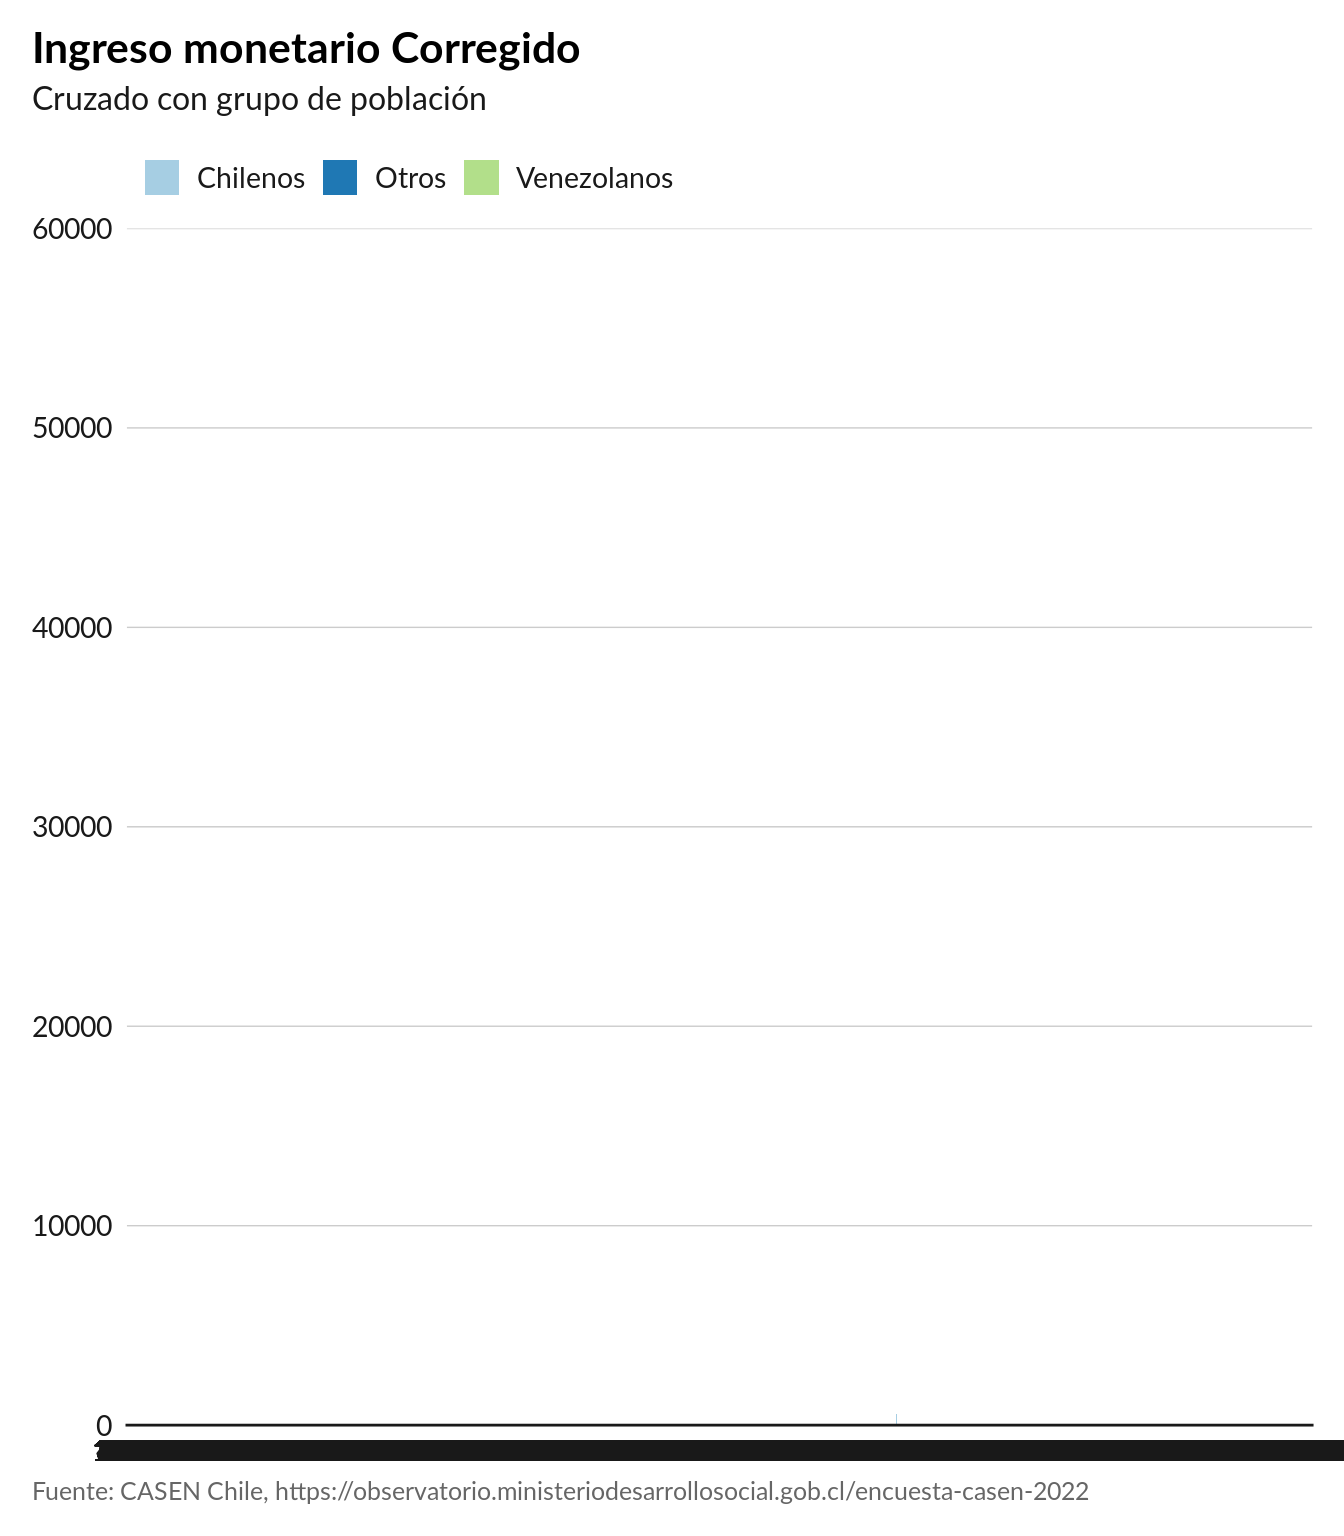 Ingreso monetario Corregido
Cruzado con grupo de población
Chilenos Otros Venezolanos
60000
50000
40000
30000
20000
10000
0
Fuente: CASEN Chile, https://observatorio.ministeriodesarrollosocial.gob.cl/encuesta-casen-2022